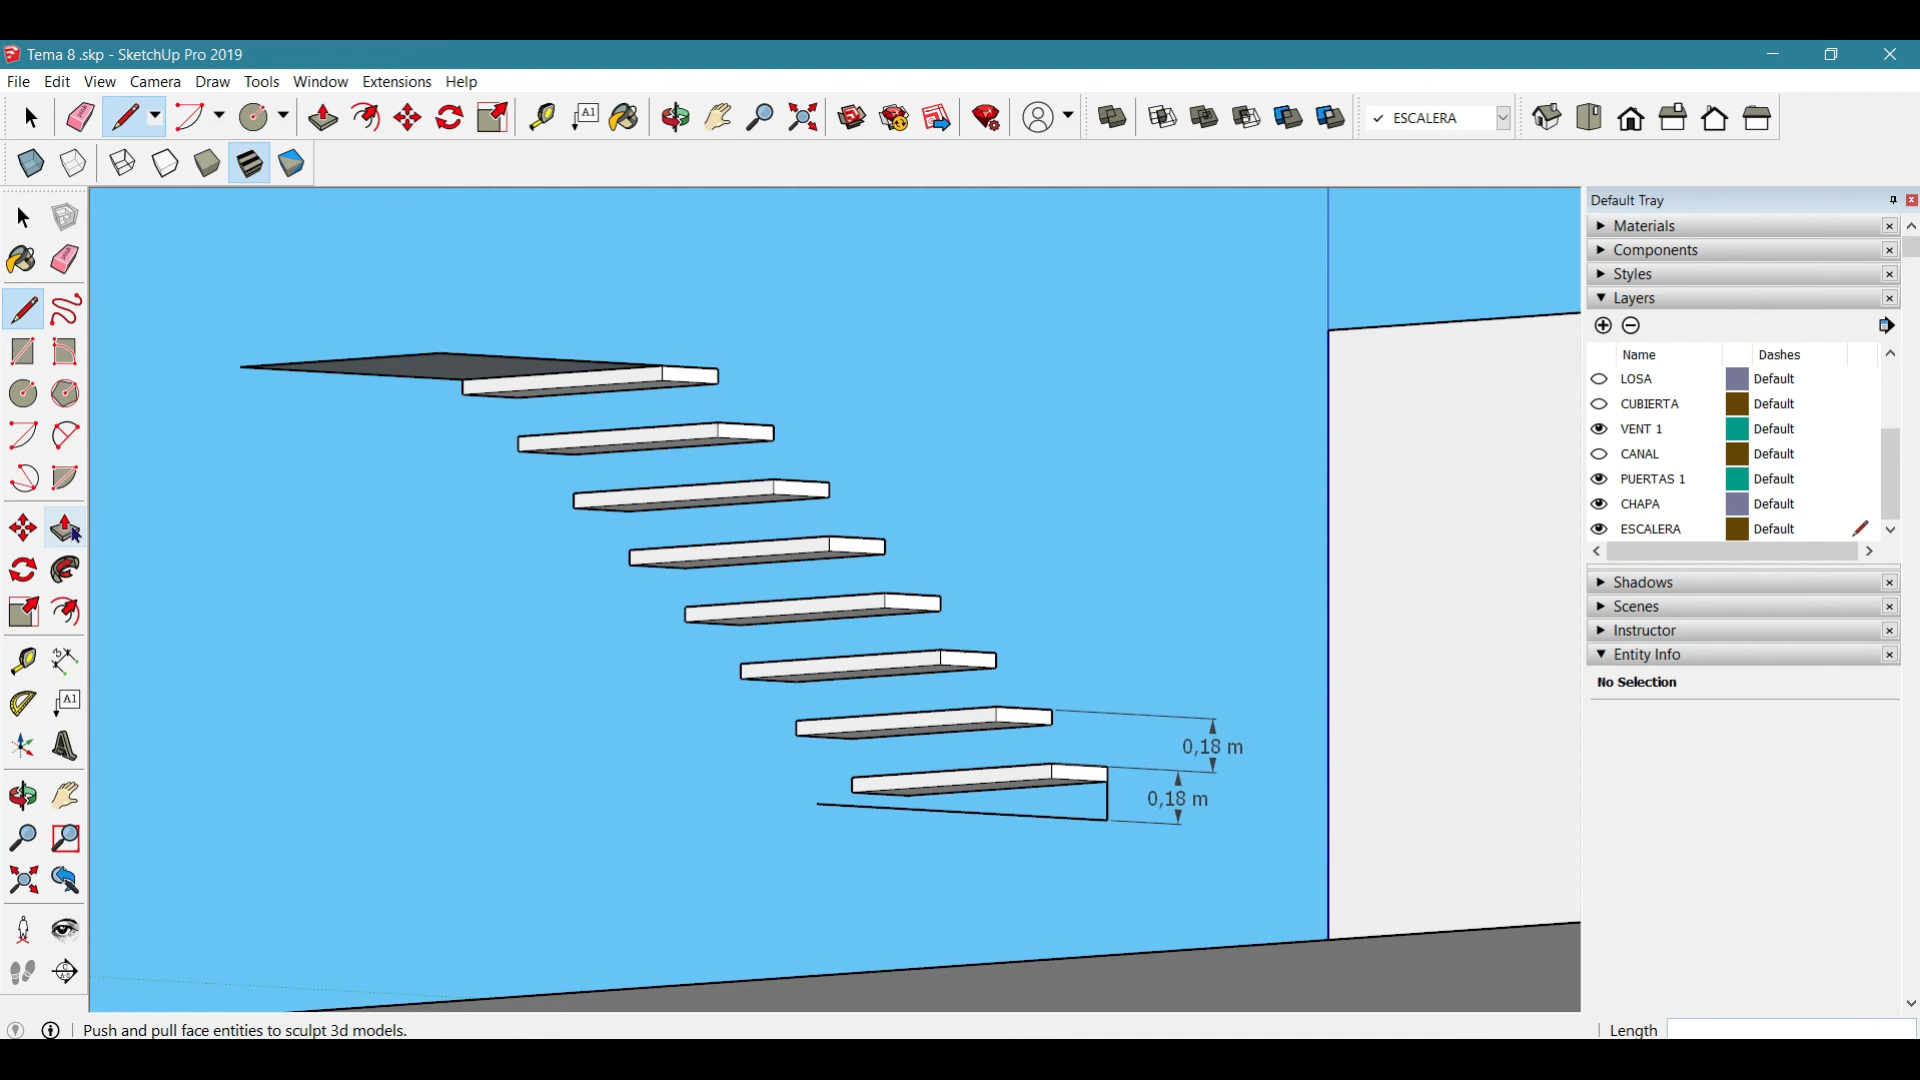 Tema 8 .skp - SketchUp Pro 2019
File Edit View Camera Draw Tools Window Extensions Help
A1
✓ ESCALERA
Default Tray
Materials
Components
Styles
Layers
Name Dashes
LOSA Default
CUBIERTA Default
VENT 1 Default
CANAL Default
PUERTAS 1 Default
CHAPA Default
ESCALERA Default
Shadows
Scenes
Instructor
Entity Info
No Selection
A1
0,18 m
0,18 m
Push and pull face entities to sculpt 3d models.
Length